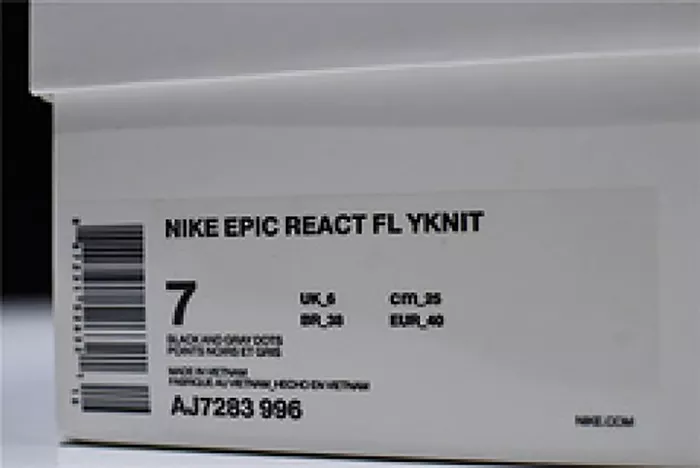 NIKE EPIC REACT FL YKNIT
7
UK_6 CM_25
BR_38 EUR_40
BLACK AND GRAY DOTS
POINTS NOIRS ET GRIS
MADE IN VIETNAM
FABRIQUE AU VIETNAM_HECHO EN VIETNAM
AJ7283 996
NIKE.COM